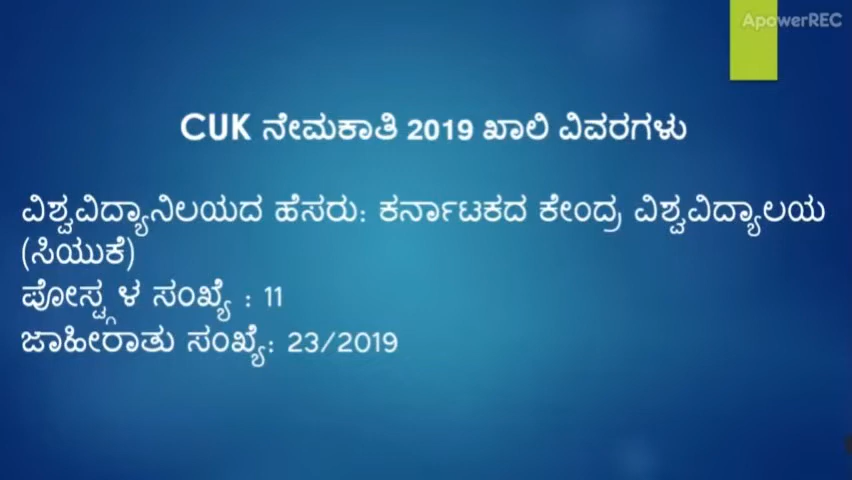 ApowerREC
CUK ನೇಮಕಾತಿ 2019 ಖಾಲಿ ವಿವರಗಳು
ವಿಶ್ವವಿದ್ಯಾನಿಲಯದ ಹೆಸರು: ಕರ್ನಾಟಕದ ಕೇಂದ್ರ ವಿಶ್ವವಿದ್ಯಾಲಯ
(ಸಿಯುಕೆ)
ಪೋಸ್ಟ್ಗಳ ಸಂಖ್ಯೆ : 11
ಜಾಹೀರಾತು ಸಂಖ್ಯೆ: 23/2019